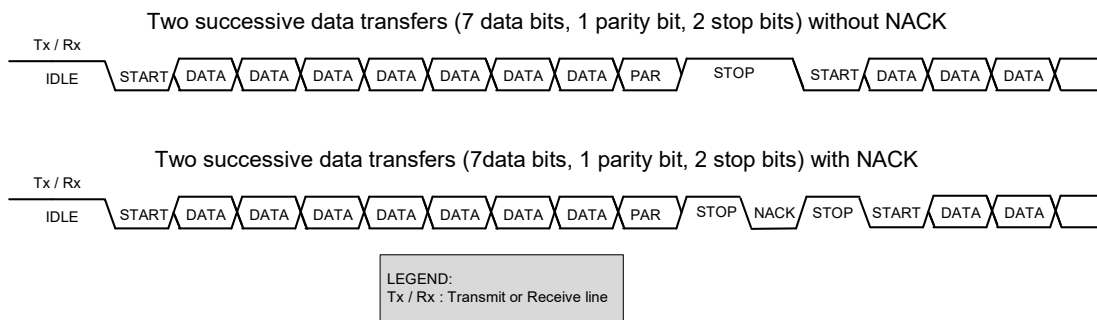 Two successive data transfers (7 data bits, 1 parity bit, 2 stop bits) without NACK
Tx / Rx
IDLE START DATA DATA DATA DATA DATA DATA DATA PAR STOP START DATA DATA DATA
Two successive data transfers (7data bits, 1 parity bit, 2 stop bits) with NACK
Tx / Rx
IDLE START DATA DATA DATA DATA DATA DATA DATA PAR STOP NACK STOP START DATA DATA
LEGEND:
Tx / Rx : Transmit or Receive line